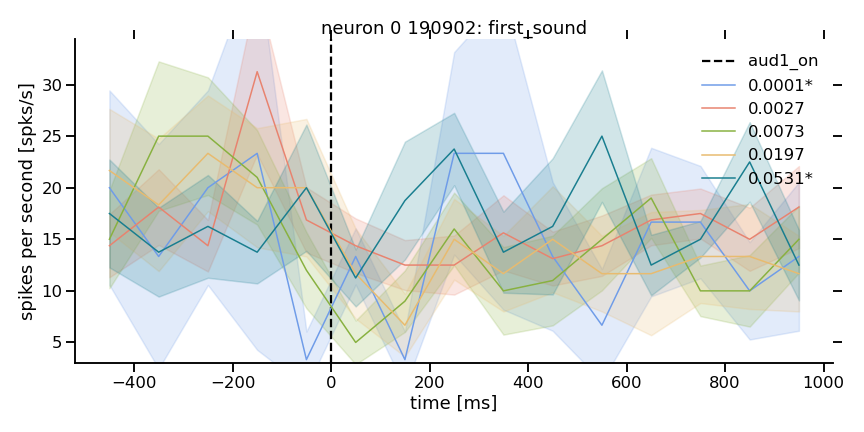 neuron 0 190902: first_sound
aud1_on
0.0001*
0.0027
0.0073
0.0197
0.0531*
spikes per second [spks/s]
30
25
20
15
10
5
−400 −200 0 200 400 600 800 1000
time [ms]